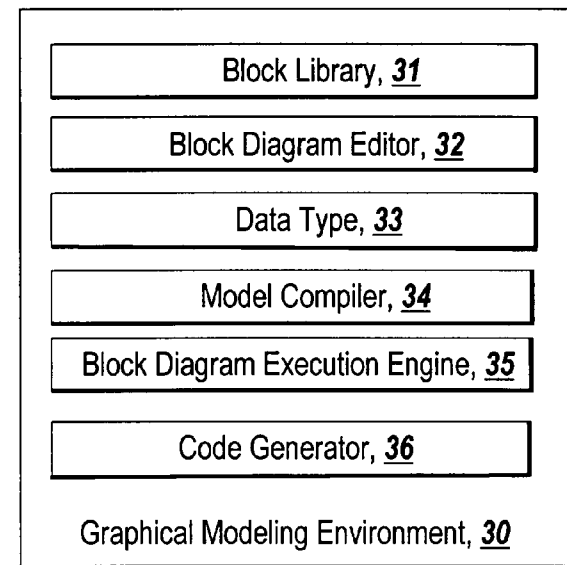 Block Library, 31
Block Diagram Editor, 32
Data Type, 33
Model Compiler, 34
Block Diagram Execution Engine, 35
Code Generator, 36
Graphical Modeling Environment, 30